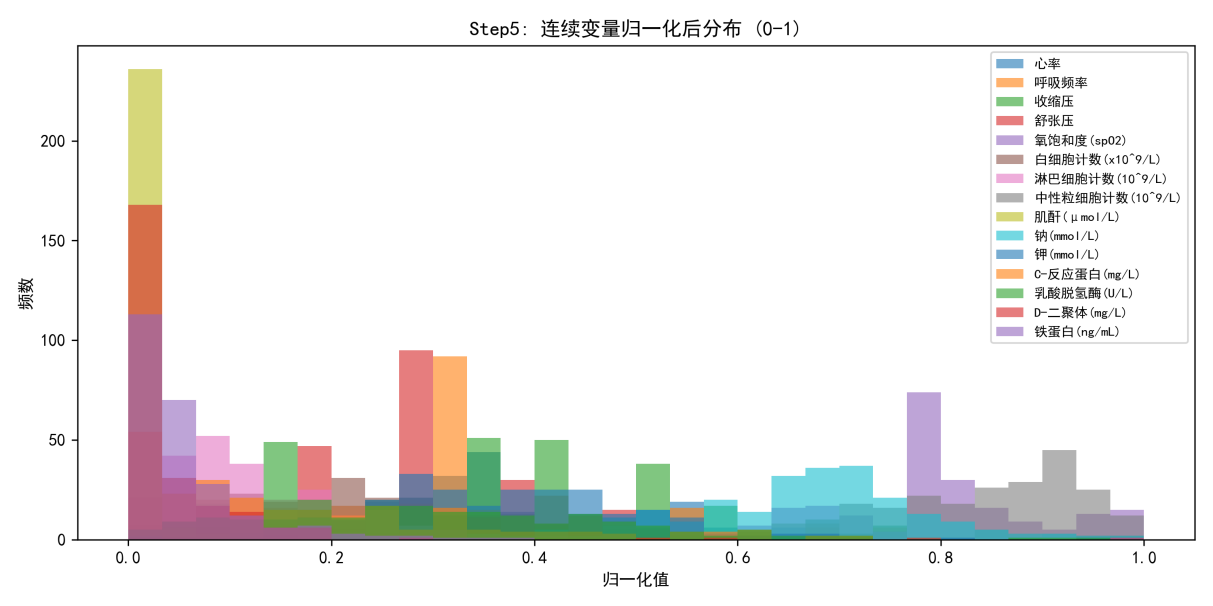 Step5: 连续变量归一化后分布 (0-1)
心率
呼吸频率
收缩压
舒张压
氧饱和度(spO2)
白细胞计数(x10^9/L)
淋巴细胞计数(10^9/L)
中性粒细胞计数(10^9/L)
肌酐(μmol/L)
钠(mmol/L)
钾(mmol/L)
C-反应蛋白(mg/L)
乳酸脱氢酶(U/L)
D-二聚体(mg/L)
铁蛋白(ng/mL)
频数
200
150
100
50
0
0.0 0.2 0.4 0.6 0.8 1.0
归一化值